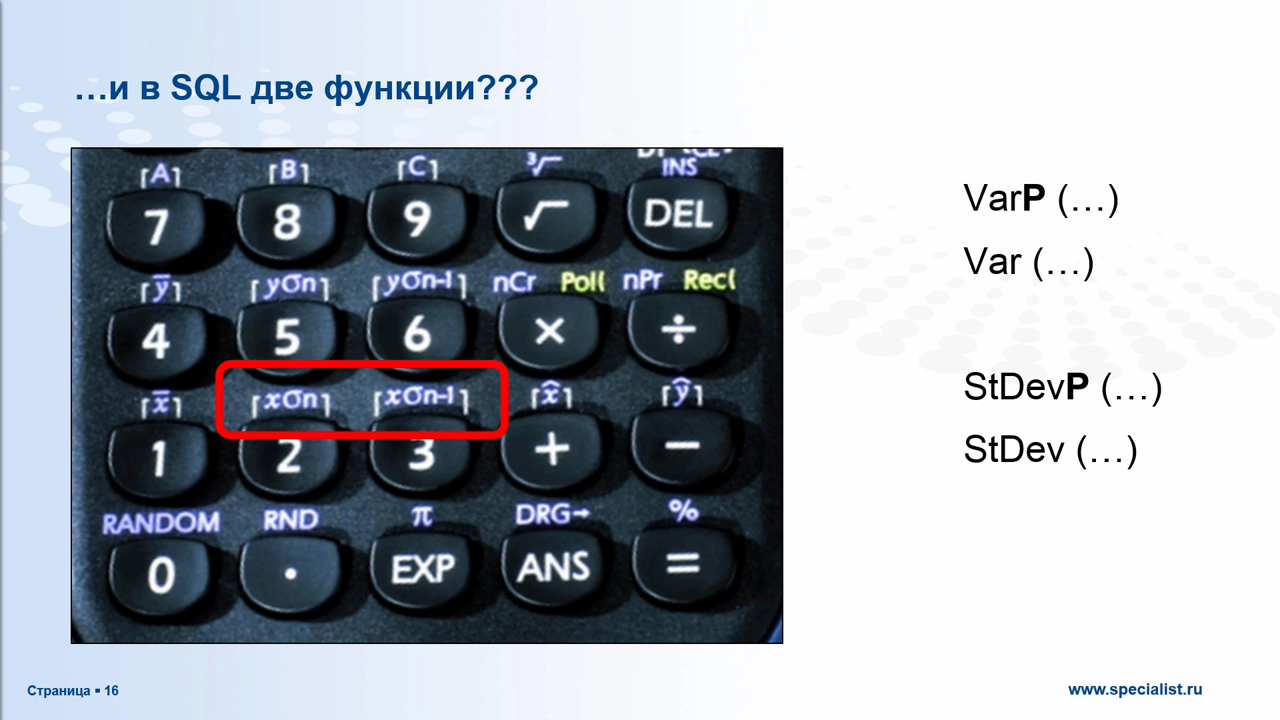 …и в SQL две функции???
INS
A B C ³√
7 8 9 √ DEL
y̅ yσn yσn-1 nCr Pol( nPr Rec(
4 5 6 × ÷
x̅ xσn xσn-1 x̂ ŷ
1 2 3 + −
RANDOM RND π DRG→ %
0 . EXP ANS =
VarP (…)
Var (…)
StDevP (…)
StDev (…)
Страница ▪ 16
www.specialist.ru